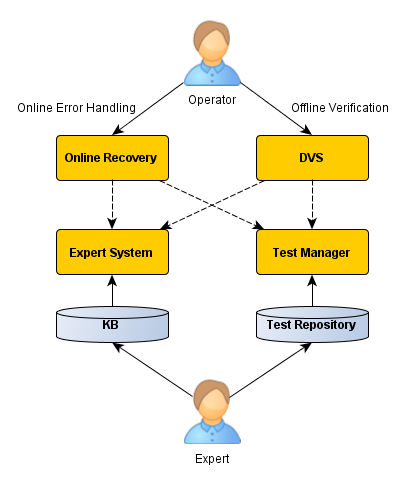 Operator
Online Error Handling
Offline Verification
Online Recovery
DVS
Expert System
Test Manager
KB
Test Repository
Expert